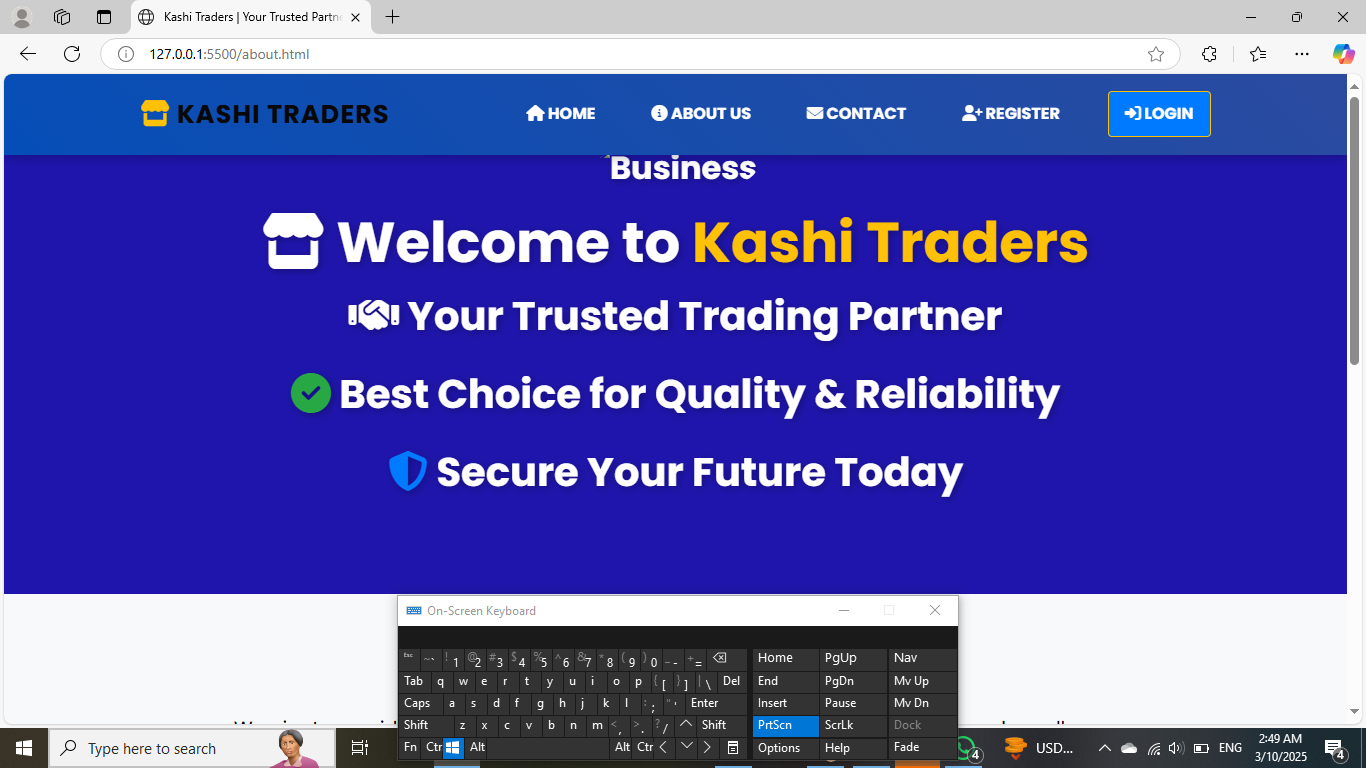 Kashi Traders | Your Trusted Partn
127.0.0.1:5500/about.html
KASHI TRADERS
HOME
ABOUT US
CONTACT
REGISTER
LOGIN
Business
Welcome to Kashi Traders
Your Trusted Trading Partner
Best Choice for Quality & Reliability
Secure Your Future Today
On-Screen Keyboard
Esc ~ ` ! 1 @ 2 # 3 $ 4 % 5 ^ 6 & 7 * 8 ( 9 ) 0 _ - + = Home PgUp Nav
Tab q w e r t y u i o p { [ } ] | \ Del End PgDn Mv Up
Caps a s d f g h j k l : ; " ' Enter Insert Pause Mv Dn
Shift z x c v b n m < , > . ? / Shift PrtScn ScrLk Dock
Fn Ctr Alt Alt Ctr Options Help Fade
Type here to search
4
USD...
ENG
2:49 AM
3/10/2025
4